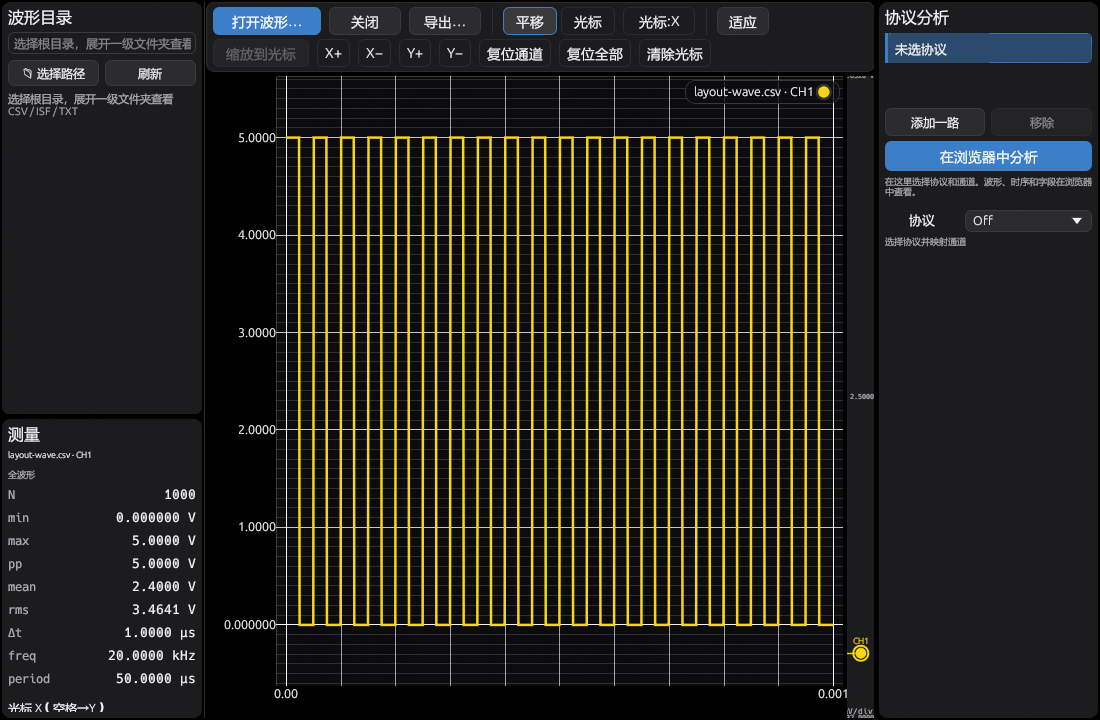 波形目录
选择根目录，展开一级文件夹查看
选择路径
刷新
选择根目录，展开一级文件夹查看
CSV / ISF / TXT
测量
layout-wave.csv · CH1
全波形
N 1000
min 0.000000 V
max 5.0000 V
pp 5.0000 V
mean 2.4000 V
rms 3.4641 V
Δt 1.0000 µs
freq 20.0000 kHz
period 50.0000 µs
光标 X ( 空格→Y )
打开波形… 关闭 导出… 平移 光标 光标:X 适应
缩放到光标 X+ X− Y+ Y− 复位通道 复位全部 清除光标
layout-wave.csv · CH1
5.0000
4.0000
3.0000
2.0000
1.0000
0.000000
0.00 0.001
2.5000
CH1
V/div
协议分析
未选协议
添加一路 移除
在浏览器中分析
在这里选择协议和通道。波形、时序和字段在浏览器
中查看。
协议 Off
选择协议并映射通道